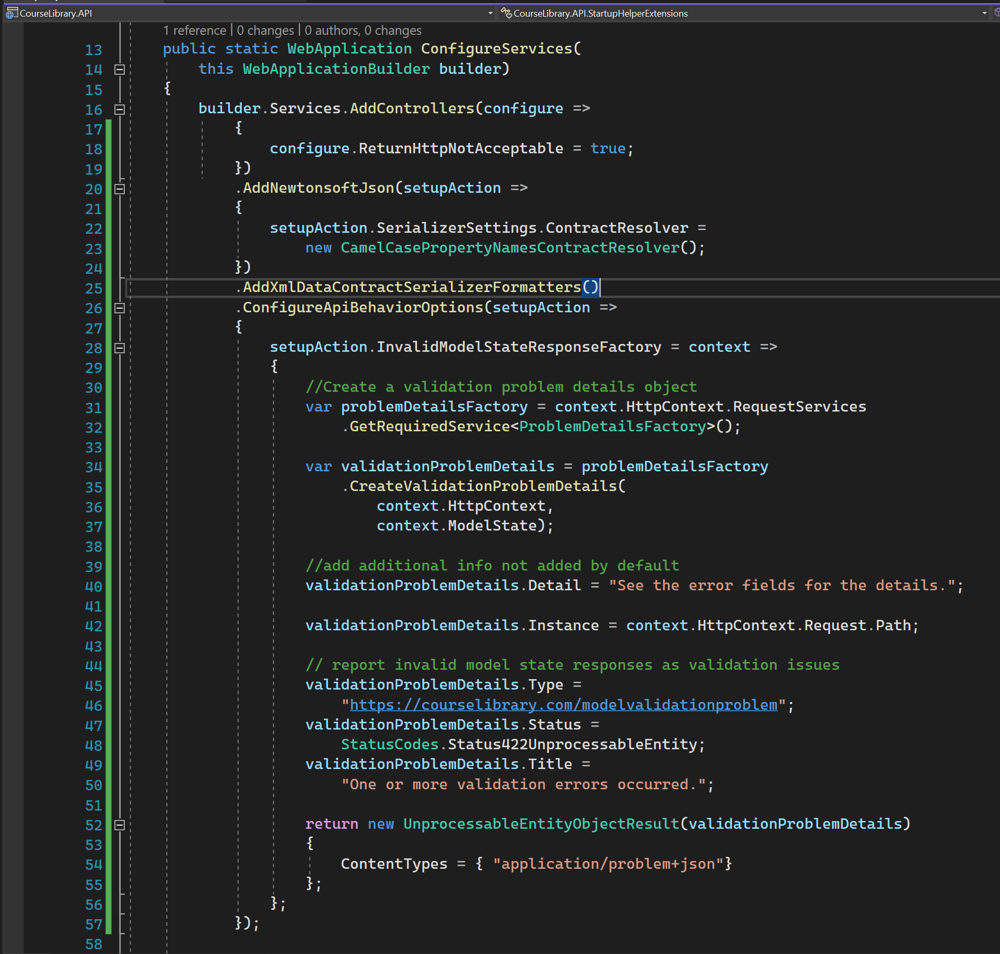 CourseLibrary.API
CourseLibrary.API.StartupHelperExtensions
1 reference | 0 changes | 0 authors, 0 changes
13 public static WebApplication ConfigureServices(
14 this WebApplicationBuilder builder)
15 {
16 builder.Services.AddControllers(configure =>
17 {
18 configure.ReturnHttpNotAcceptable = true;
19 })
20 .AddNewtonsoftJson(setupAction =>
21 {
22 setupAction.SerializerSettings.ContractResolver =
23 new CamelCasePropertyNamesContractResolver();
24 })
25 .AddXmlDataContractSerializerFormatters()
26 .ConfigureApiBehaviorOptions(setupAction =>
27 {
28 setupAction.InvalidModelStateResponseFactory = context =>
29 {
30 //Create a validation problem details object
31 var problemDetailsFactory = context.HttpContext.RequestServices
32 .GetRequiredService<ProblemDetailsFactory>();
33
34 var validationProblemDetails = problemDetailsFactory
35 .CreateValidationProblemDetails(
36 context.HttpContext,
37 context.ModelState);
38
39 //add additional info not added by default
40 validationProblemDetails.Detail = "See the error fields for the details.";
41
42 validationProblemDetails.Instance = context.HttpContext.Request.Path;
43
44 // report invalid model state responses as validation issues
45 validationProblemDetails.Type =
46 "https://courselibrary.com/modelvalidationproblem";
47 validationProblemDetails.Status =
48 StatusCodes.Status422UnprocessableEntity;
49 validationProblemDetails.Title =
50 "One or more validation errors occurred.";
51
52 return new UnprocessableEntityObjectResult(validationProblemDetails)
53 {
54 ContentTypes = { "application/problem+json"}
55 };
56 };
57 });
58